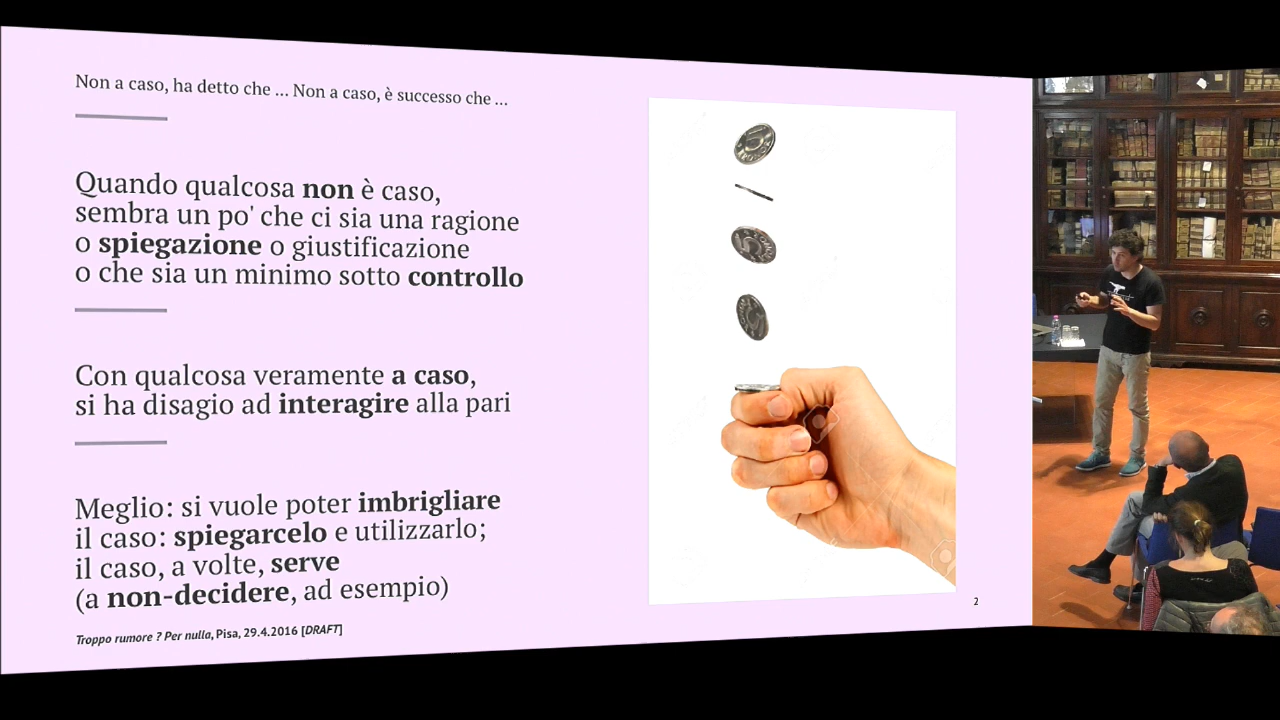 Non a caso, ha detto che ... Non a caso, è successo che ...
Quando qualcosa non è caso,
sembra un po' che ci sia una ragione
o spiegazione o giustificazione
o che sia un minimo sotto controllo
Con qualcosa veramente a caso,
si ha disagio ad interagire alla pari
Meglio: si vuole poter imbrigliare
il caso: spiegarcelo e utilizzarlo;
il caso, a volte, serve
(a non-decidere, ad esempio)
Troppo rumore ? Per nulla, Pisa, 29.4.2016 [DRAFT]
2